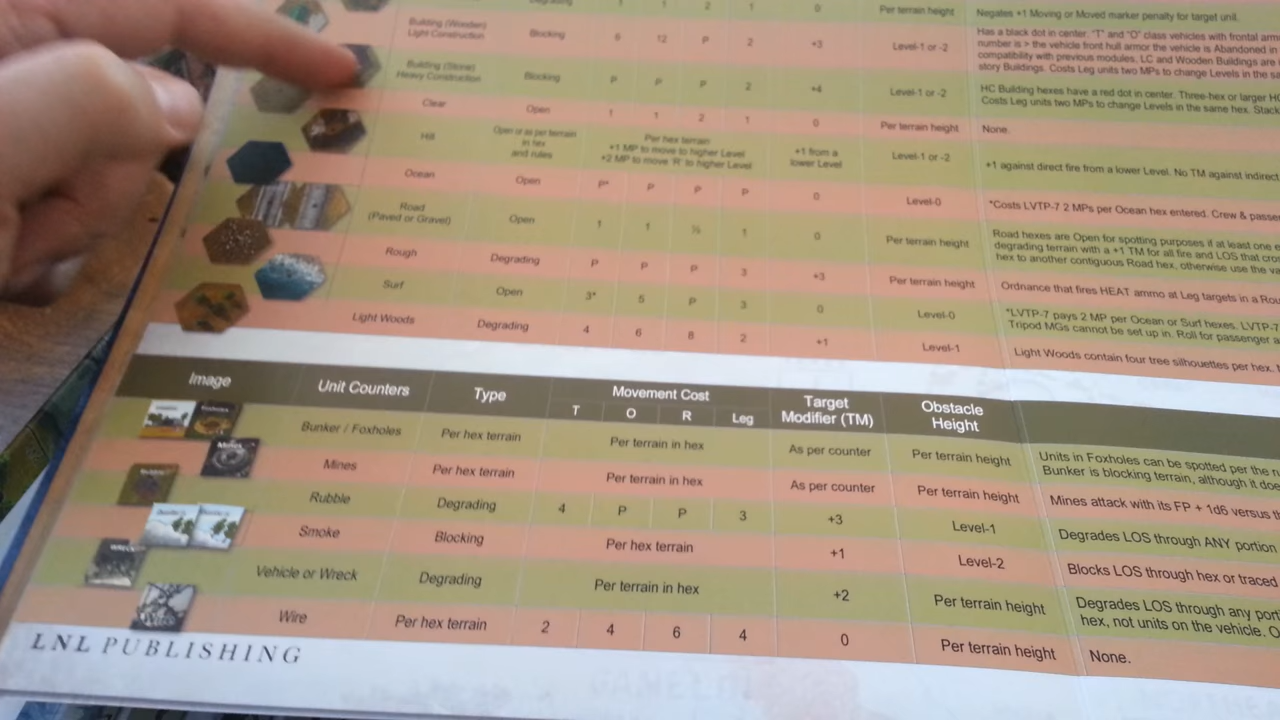 Degrading 1 1 2 1 0 Per terrain height Negates +1 Moving or Moved marker penalty for target unit.
Building (Wooden)
Light Construction Blocking 12 P 2 +3 Level-1 or -2 Has a black dot in center. "T" and "O" class vehicles with frontal arm
number is > the vehicle front hull armor the vehicle is Abandoned in
compatibility with previous modules, LC and Wooden Buildings are
story Buildings. Costs Leg units two MPs to change Levels in the sa
Building (Stone)
Heavy Construction Blocking P P P 2 +4 Level-1 or -2 HC Building hexes have a red dot in center. Three-hex or larger HC
Costs Leg units two MPs to change Levels in the same hex. Stack
Clear Open 1 1 2 1 0 Per terrain height None.
Hill Open or as per terrain
in hex
and rules
Per hex terrain
+1 MP to move to higher Level
+2 MP to move 'R' to higher Level
+1 from a
lower Level
Level-1 or -2 +1 against direct fire from a lower Level. No TM against indirect
Ocean Open P* P P P 0 Level-0 *Costs LVTP-7 2 MPs per Ocean hex entered. Crew & passe
Road
(Paved or Gravel) Open 1 1 ½ 1 0 Per terrain height Road hexes are Open for spotting purposes if at least one e
degrading terrain with a +1 TM for all fire and LOS that cro
hex to another contiguous Road hex, otherwise use the va
Rough Degrading P P P 3 +3 Per terrain height Ordnance that fires HEAT ammo at Leg targets in a Rou
Surf Open 3* 5 P 3 0 Level-0 *LVTP-7 pays 2 MP per Ocean or Surf hexes. LVTP-7
Tripod MGs cannot be set up in. Roll for passenger a
Light Woods Degrading 4 6 8 2 +1 Level-1 Light Woods contain four tree silhouettes per hex.
Image Unit Counters Type Movement Cost Target
Modifier (TM) Obstacle
Height
T O R Leg
Bunker / Foxholes Per hex terrain Per terrain in hex As per counter Per terrain height Units in Foxholes can be spotted per the n
Bunker is blocking terrain, although it doe
Mines Per hex terrain Per terrain in hex As per counter Per terrain height Mines attack with its FP + 1d6 versus th
Rubble Degrading 4 P P 3 +3 Level-1 Degrades LOS through ANY portion
Smoke Blocking Per hex terrain +1 Level-2 Blocks LOS through hex or traced
Vehicle or Wreck Degrading Per terrain in hex +2 Per terrain height Degrades LOS through any port
hex, not units on the vehicle. O
Wire Per hex terrain 2 4 6 4 0 Per terrain height None.
LNL PUBLISHING